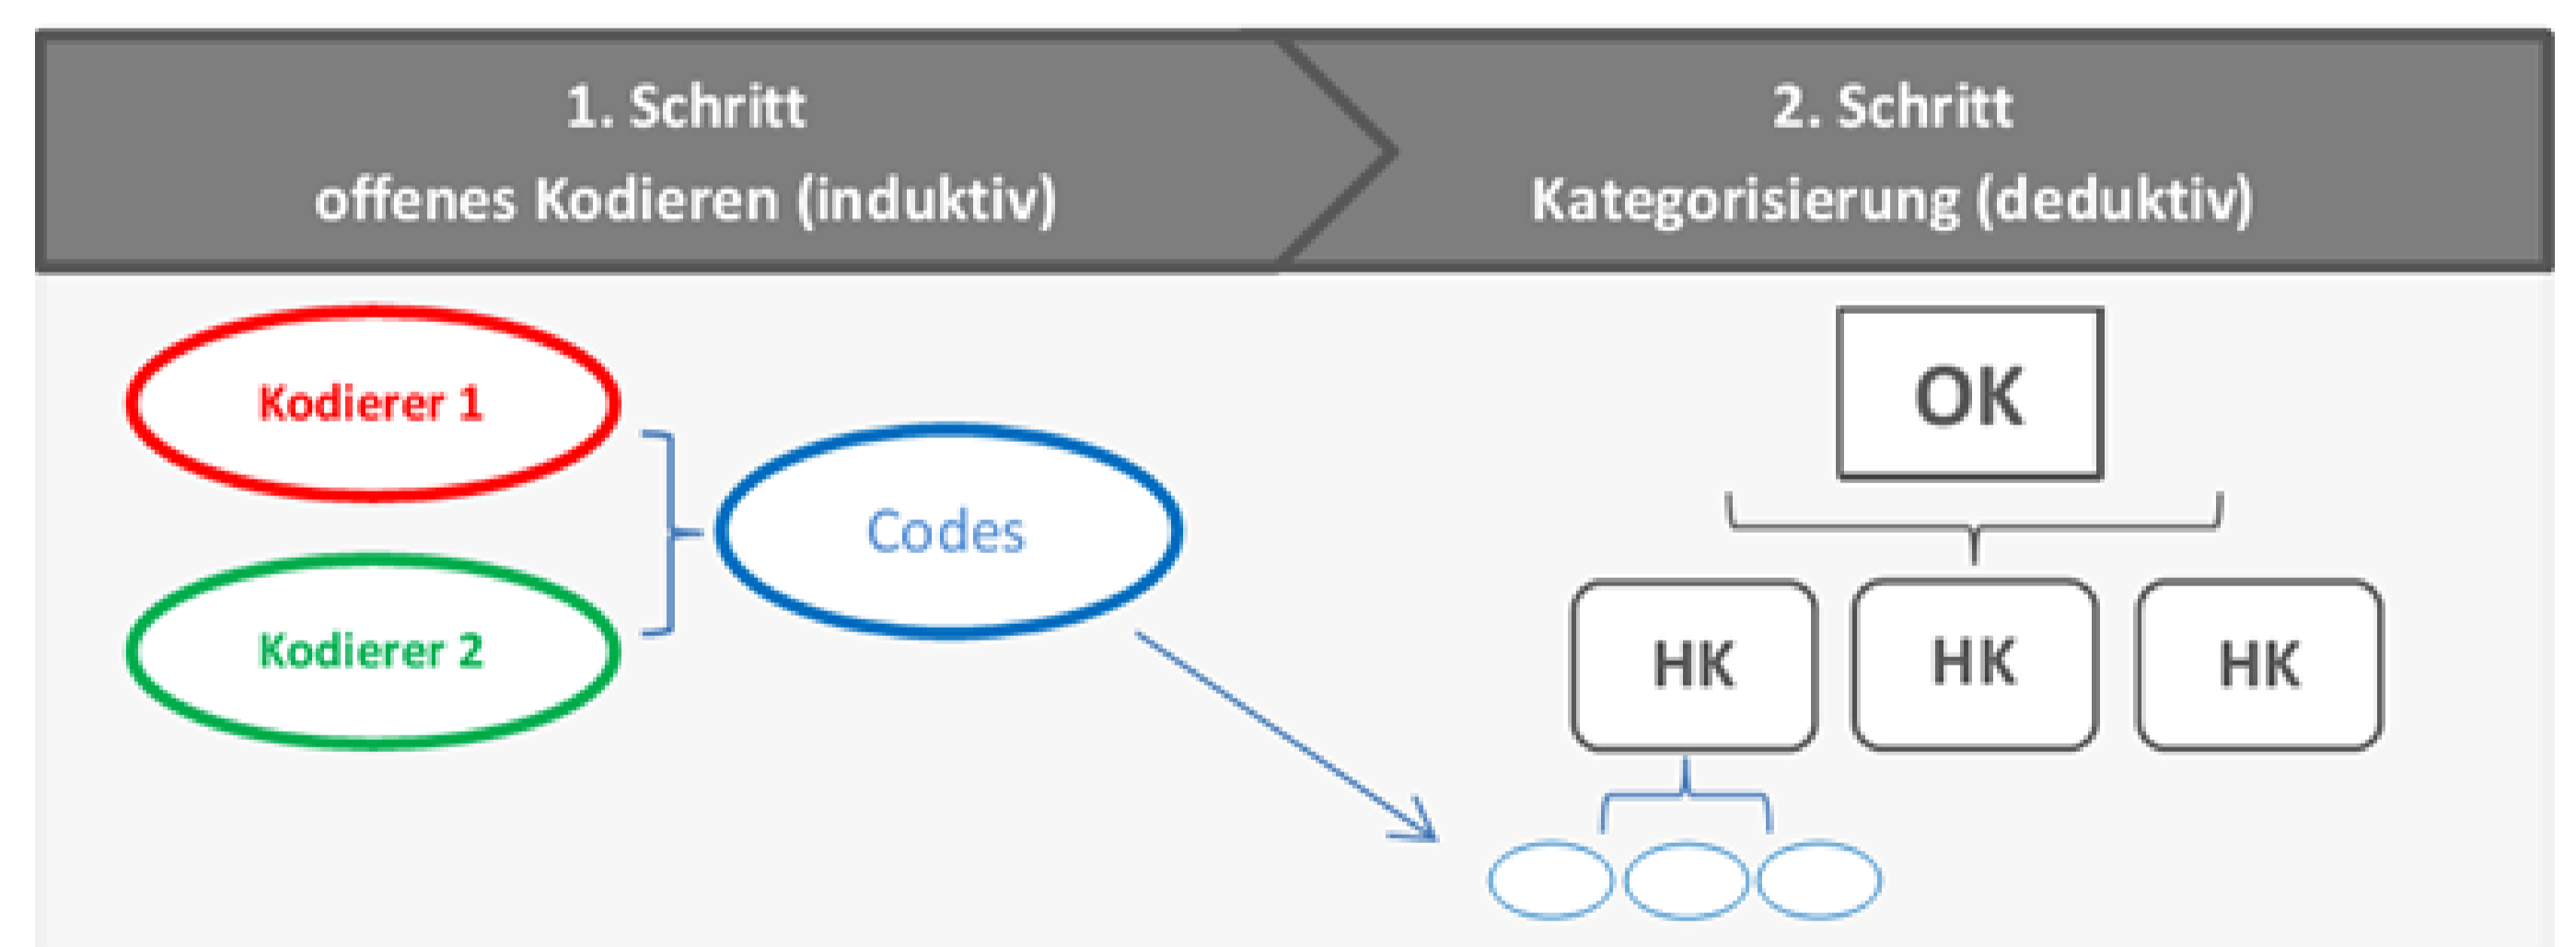 1. Schritt
offenes Kodieren (induktiv)
2. Schritt
Kategorisierung (deduktiv)
Kodierer 1
Kodierer 2
Codes
OK
HK
HK
HK